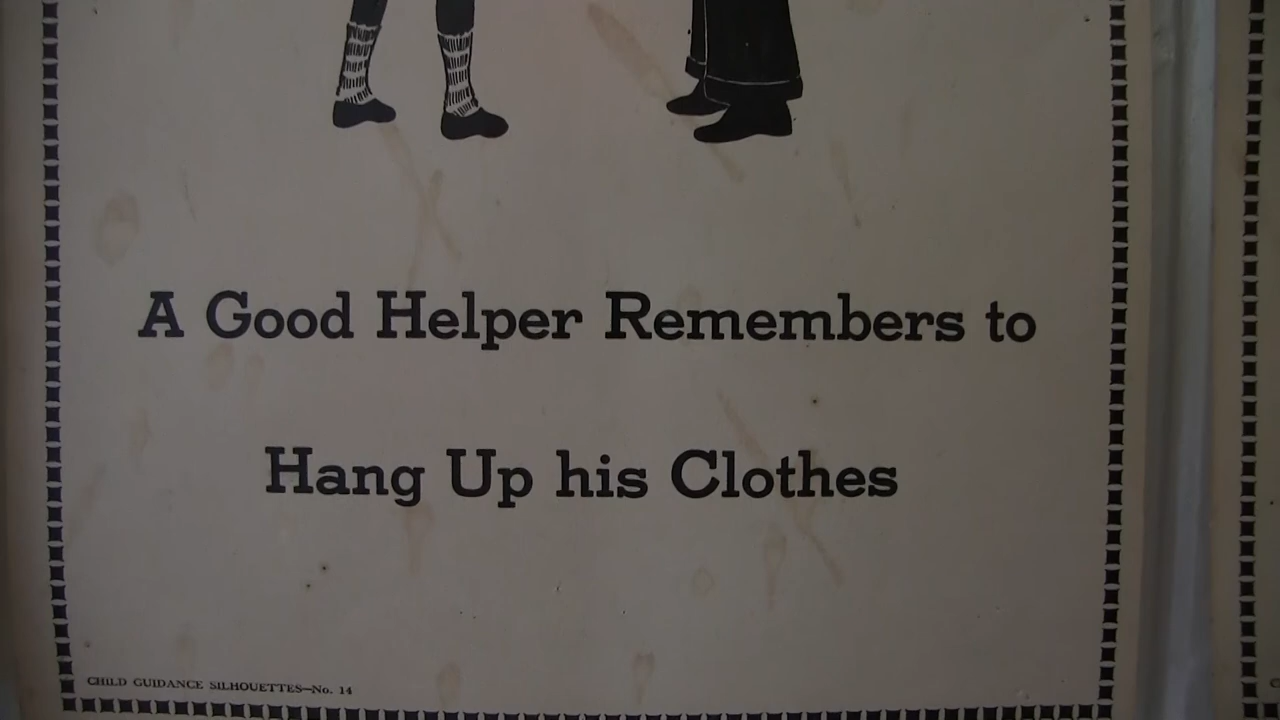 A Good Helper Remembers to
Hang Up his Clothes
CHILD GUIDANCE SILHOUETTES—No. 14